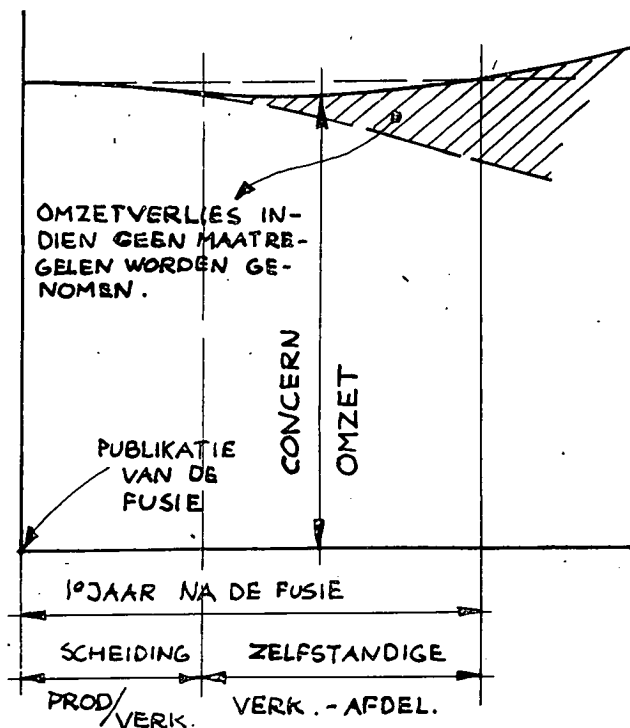 OMZETVERLIES IN-
DIEN GEEN MAATRE-
GELEN WORDEN GE-
NOMEN.
CONCERN
OMZET
PUBLIKATIE
VAN DE
FUSIE
1º JAAR NA DE FUSIE
SCHEIDING
PROD/VERK.
ZELFSTANDIGE
VERK.-AFDEL.